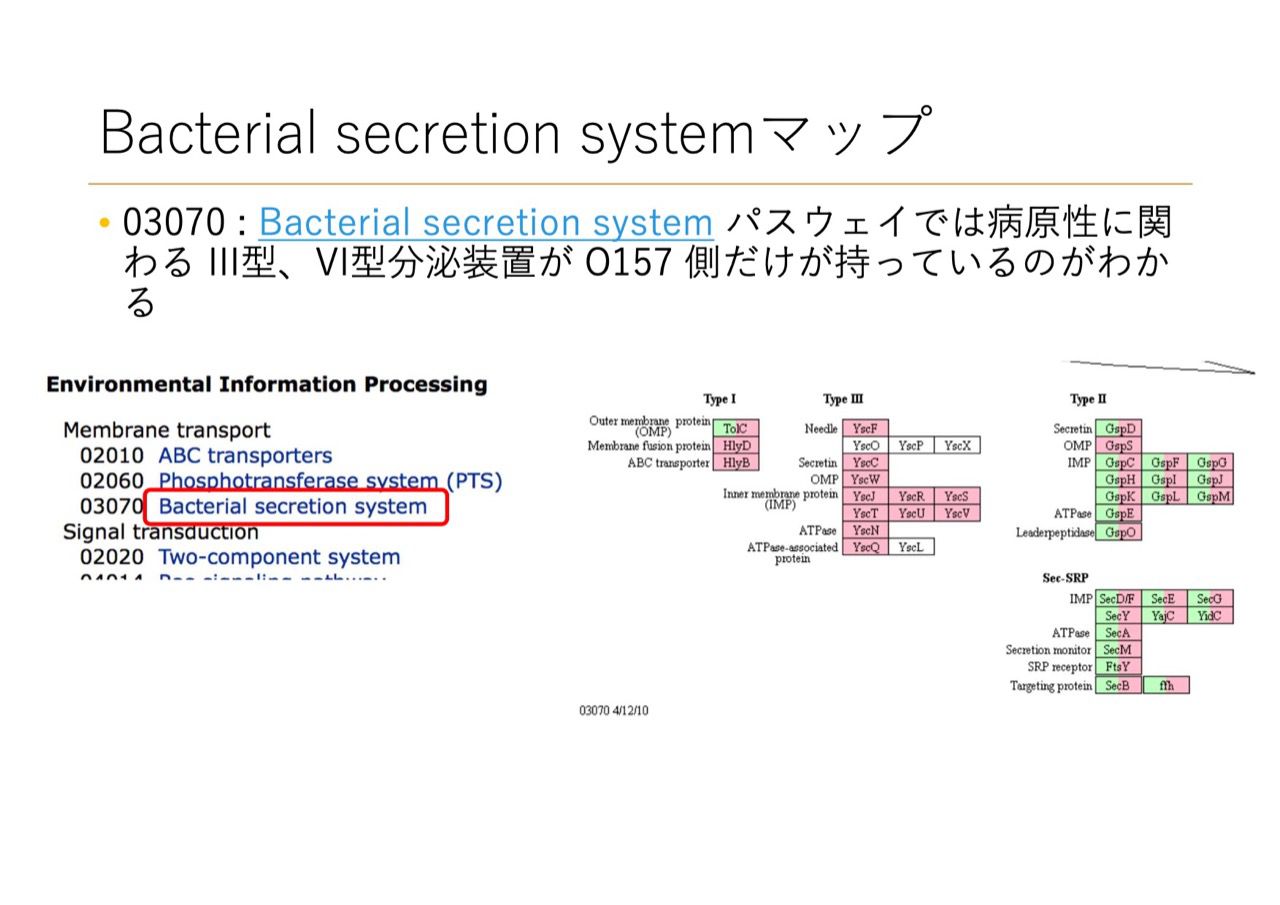 Bacterial secretion systemマップ
• 03070 : Bacterial secretion system パスウェイでは病原性に関
わる III型、VI型分泌装置が O157 側だけが持っているのがわか
る
Environmental Information Processing
Membrane transport
02010 ABC transporters
02060 Phosphotransferase system (PTS)
03070 Bacterial secretion system
Signal transduction
02020 Two-component system
Type I
Outer membrane protein
(OMP)
TolC
Membrane fusion protein HlyD
ABC transporter HlyB
Type III
Needle YscF
YscO YscP YscX
Secretin YscC
OMP YscW
Inner membrane protein
(IMP)
YscJ YscR YscS
YscT YscU YscV
ATPase YscN
ATPase-associated
protein
YscQ YscL
Type II
Secretin GspD
OMP GspS
IMP GspC GspF GspG
GspH GspI GspJ
GspK GspL GspM
ATPase GspE
Leaderpeptidase GspO
Sec-SRP
IMP SecD/F SecE SecG
SecY YajC YidC
ATPase SecA
Secretion monitor SecM
SRP receptor FtsY
Targeting protein SecB ffh
03070 4/12/10